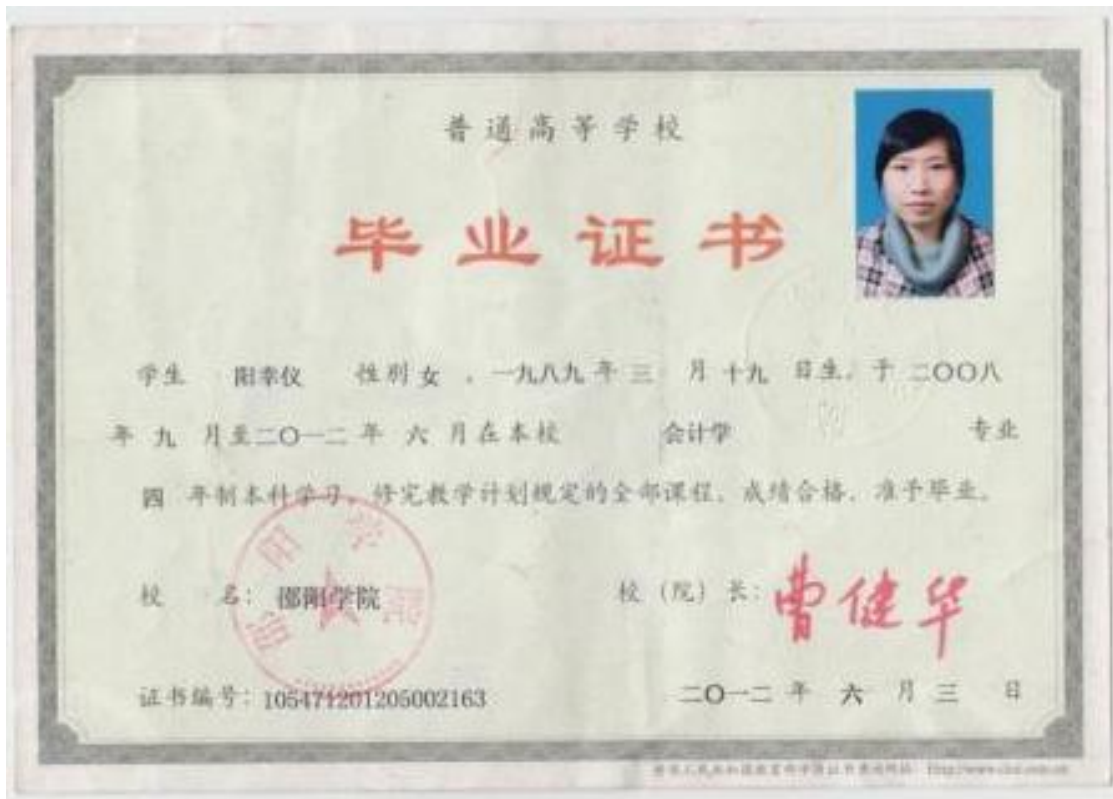 普通高等学校
毕业证书
学生 阳幸仪 性别 女 ，一九八九 年 三 月 十九 日生，于 二〇〇八
年 九 月至二〇一二 年 六 月在本校 会计学 专业
四 年制本科学习，修完教学计划规定的全部课程，成绩合格，准予毕业。
校 名： 邵阳学院 校（院）长： 曹健华
证书编号：105471201205002163 二〇一二 年 六 月 三 日